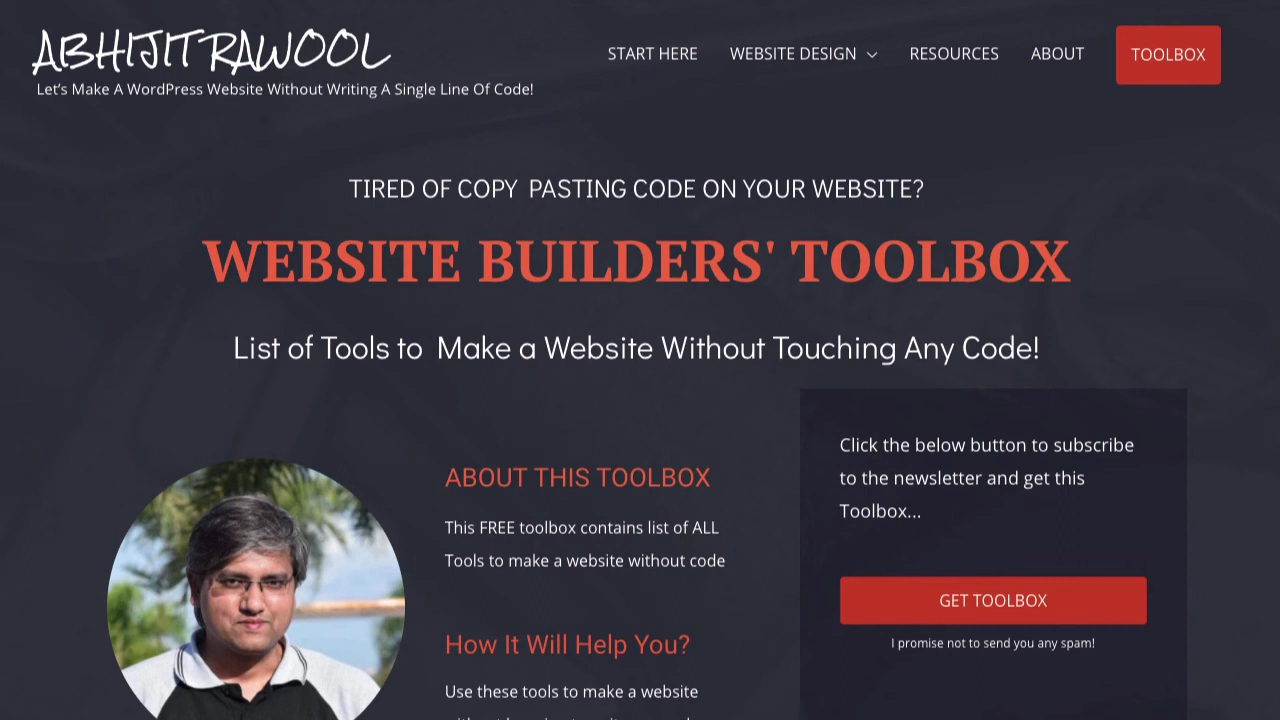 ABHIJIT RAWOOL
Let's Make A WordPress Website Without Writing A Single Line Of Code!
START HERE
WEBSITE DESIGN
RESOURCES
ABOUT
TOOLBOX
TIRED OF COPY PASTING CODE ON YOUR WEBSITE?
WEBSITE BUILDERS' TOOLBOX
List of Tools to Make a Website Without Touching Any Code!
ABOUT THIS TOOLBOX
This FREE toolbox contains list of ALL
Tools to make a website without code
How It Will Help You?
Use these tools to make a website
Click the below button to subscribe
to the newsletter and get this
Toolbox...
GET TOOLBOX
I promise not to send you any spam!